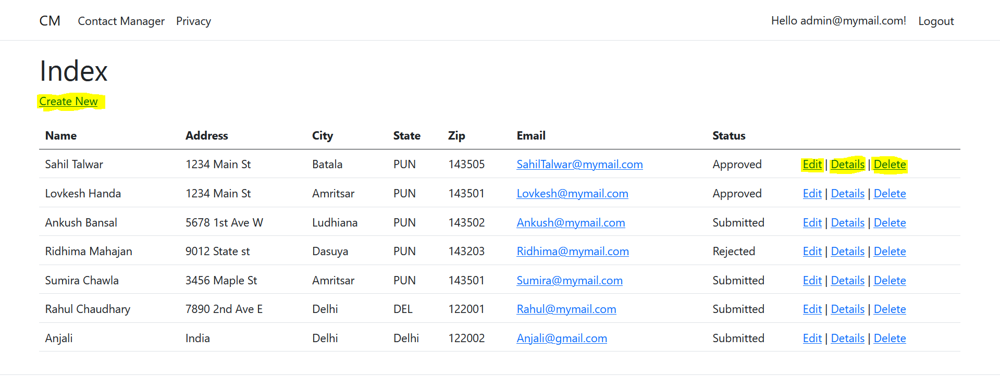 CM Contact Manager Privacy Hello admin@mymail.com! Logout
Index
Create New
Name Address City State Zip Email Status
Sahil Talwar 1234 Main St Batala PUN 143505 SahilTalwar@mymail.com Approved Edit | Details | Delete
Lovkesh Handa 1234 Main St Amritsar PUN 143501 Lovkesh@mymail.com Approved Edit | Details | Delete
Ankush Bansal 5678 1st Ave W Ludhiana PUN 143502 Ankush@mymail.com Submitted Edit | Details | Delete
Ridhima Mahajan 9012 State st Dasuya PUN 143203 Ridhima@mymail.com Rejected Edit | Details | Delete
Sumira Chawla 3456 Maple St Amritsar PUN 143501 Sumira@mymail.com Submitted Edit | Details | Delete
Rahul Chaudhary 7890 2nd Ave E Delhi DEL 122001 Rahul@mymail.com Submitted Edit | Details | Delete
Anjali India Delhi Delhi 122002 Anjali@gmail.com Submitted Edit | Details | Delete